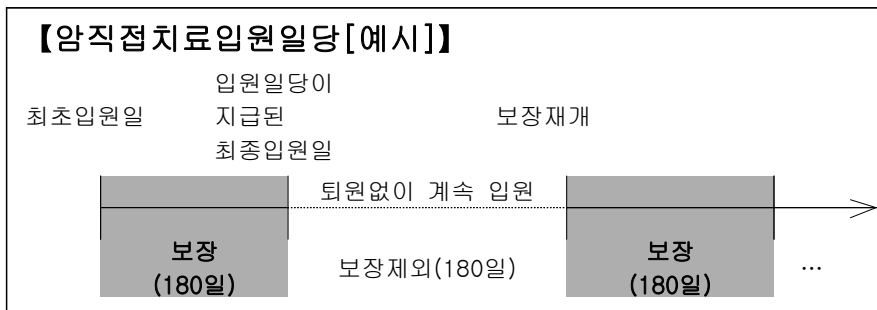 【암직접치료입원일당[예시]】
입원일당이
최초입원일 지급된 보장재개
최종입원일
퇴원없이 계속 입원
보장 보장제외(180일) 보장 …
(180일) (180일)